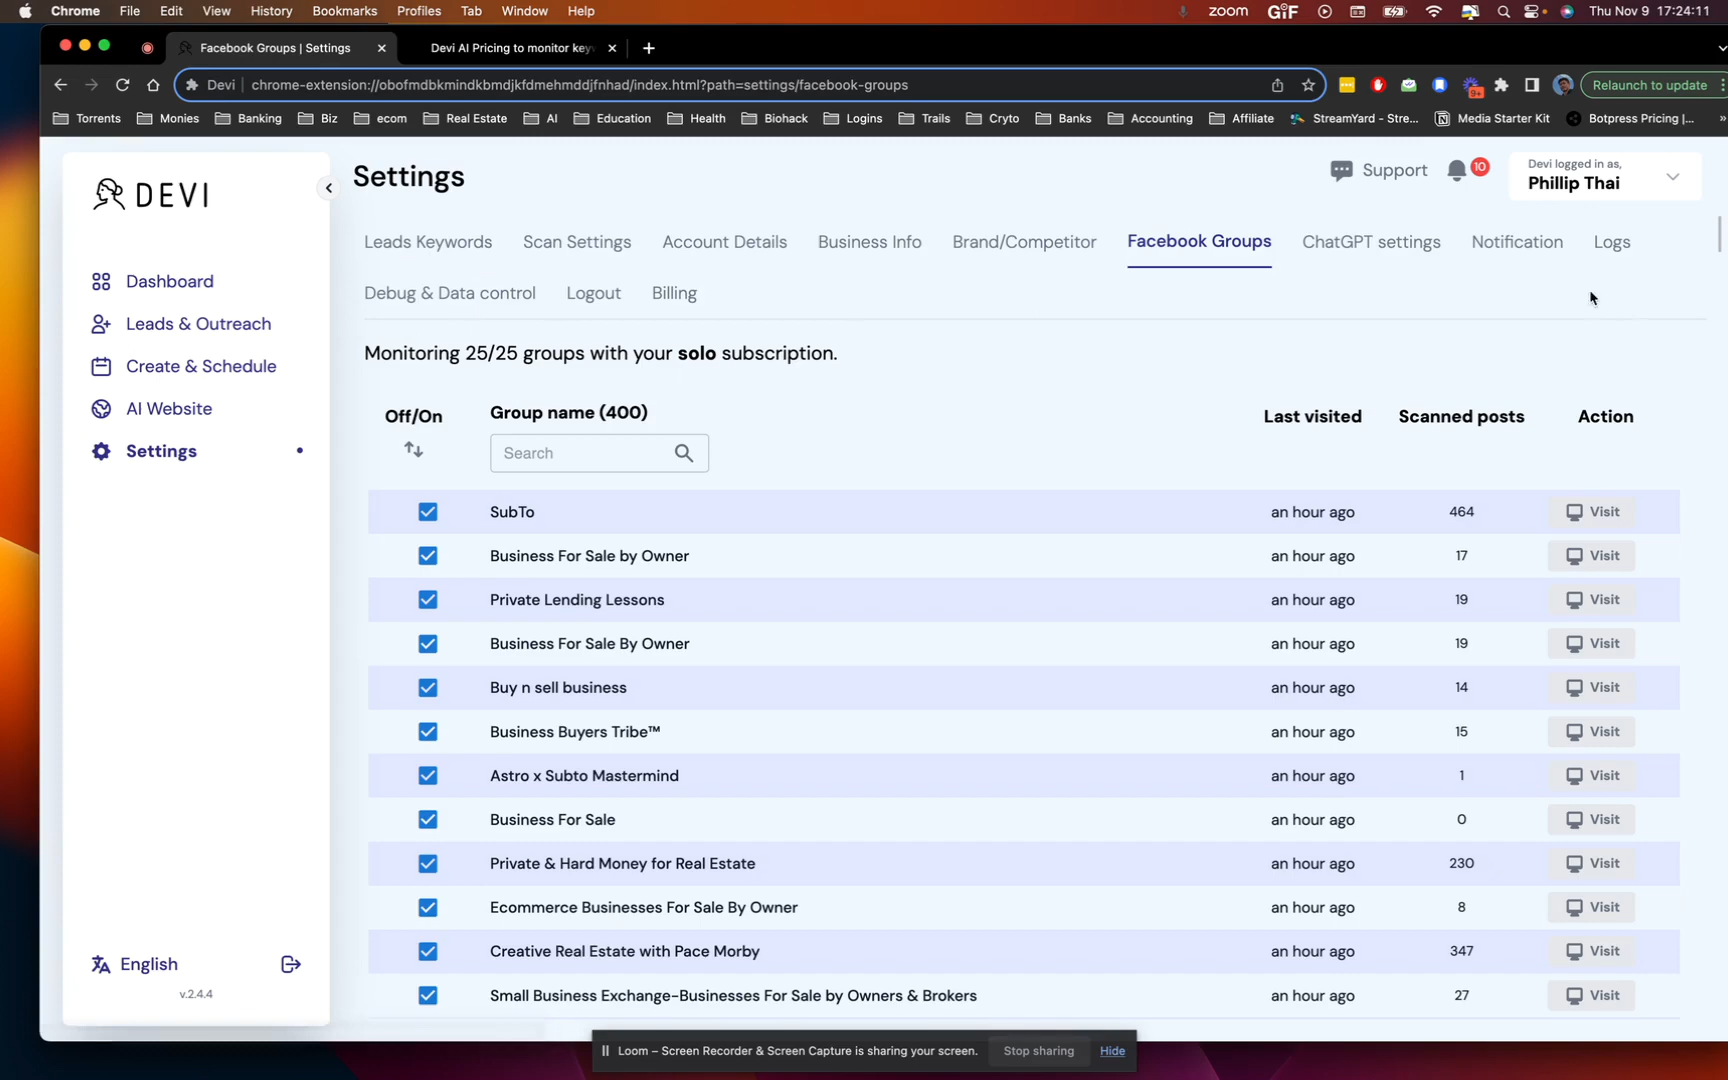 Chrome File Edit View History Bookmarks Profiles Tab Window Help zoom GIF Thu Nov 9 17:24:11
Facebook Groups | Settings Devi AI Pricing to monitor key
Devi chrome-extension://obofmdbkmindkbmdjkfdmehmddjfnhad/index.html?path=settings/facebook-groups 9+ Relaunch to update
Torrents Monies Banking Biz ecom Real Estate AI Education Health Biohack Logins Trails Cryto Banks Accounting Affiliate StreamYard - Stre... Media Starter Kit Botpress Pricing |... »
DEVI
Dashboard
Leads & Outreach
Create & Schedule
AI Website
Settings
English
v.2.4.4
Settings
Support 10
Devi logged in as,
Phillip Thai
Leads Keywords Scan Settings Account Details Business Info Brand/Competitor Facebook Groups ChatGPT settings Notification Logs
Debug & Data control Logout Billing
Monitoring 25/25 groups with your solo subscription.
Off/On Group name (400) Last visited Scanned posts Action
Search
SubTo an hour ago 464 Visit
Business For Sale by Owner an hour ago 17 Visit
Private Lending Lessons an hour ago 19 Visit
Business For Sale By Owner an hour ago 19 Visit
Buy n sell business an hour ago 14 Visit
Business Buyers Tribe™ an hour ago 15 Visit
Astro x Subto Mastermind an hour ago 1 Visit
Business For Sale an hour ago 0 Visit
Private & Hard Money for Real Estate an hour ago 230 Visit
Ecommerce Businesses For Sale By Owner an hour ago 8 Visit
Creative Real Estate with Pace Morby an hour ago 347 Visit
Small Business Exchange-Businesses For Sale by Owners & Brokers an hour ago 27 Visit
Loom – Screen Recorder & Screen Capture is sharing your screen. Stop sharing Hide